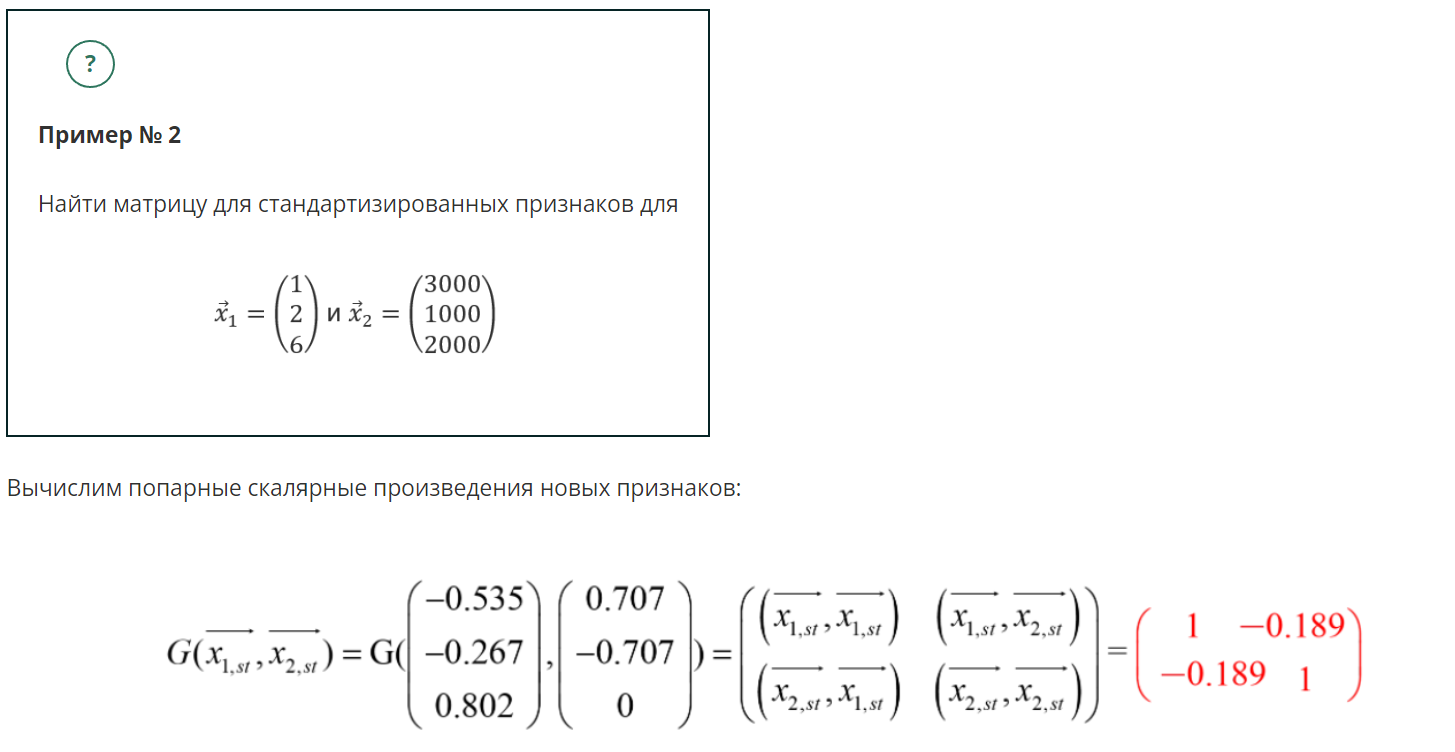 ?
Пример № 2
Найти матрицу для стандартизированных признаков для
$\vec{x}_1 = \begin{pmatrix} 1 \\ 2 \\ 6 \end{pmatrix}$ и $\vec{x}_2 = \begin{pmatrix} 3000 \\ 1000 \\ 2000 \end{pmatrix}$
Вычислим попарные скалярные произведения новых признаков:
$G(\overrightarrow{x_{1,st}}, \overrightarrow{x_{2,st}}) = G(\begin{pmatrix} -0.535 \\ -0.267 \\ 0.802 \end{pmatrix}, \begin{pmatrix} 0.707 \\ -0.707 \\ 0 \end{pmatrix}) = \begin{pmatrix} (\overrightarrow{x_{1,st}}, \overrightarrow{x_{1,st}}) & (\overrightarrow{x_{1,st}}, \overrightarrow{x_{2,st}}) \\ (\overrightarrow{x_{2,st}}, \overrightarrow{x_{1,st}}) & (\overrightarrow{x_{2,st}}, \overrightarrow{x_{2,st}}) \end{pmatrix} = \begin{pmatrix} 1 & -0.189 \\ -0.189 & 1 \end{pmatrix}$